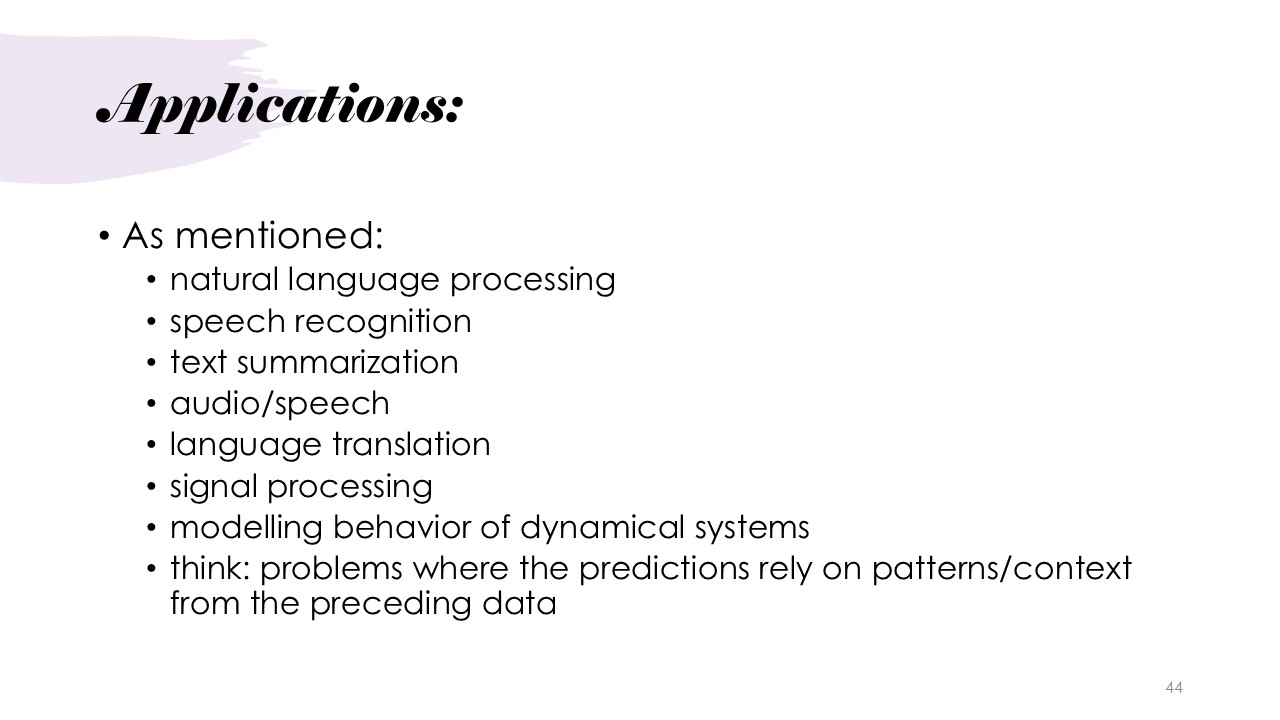 Applications:
• As mentioned:
• natural language processing
• speech recognition
• text summarization
• audio/speech
• language translation
• signal processing
• modelling behavior of dynamical systems
• think: problems where the predictions rely on patterns/context
from the preceding data
44